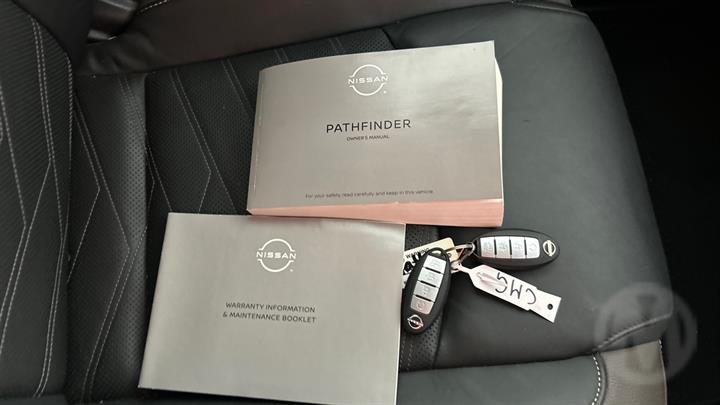 NISSAN
PATHFINDER
OWNER'S MANUAL
For your safety, read carefully and keep in this vehicle.
NISSAN
WARRANTY INFORMATION
& MAINTENANCE BOOKLET